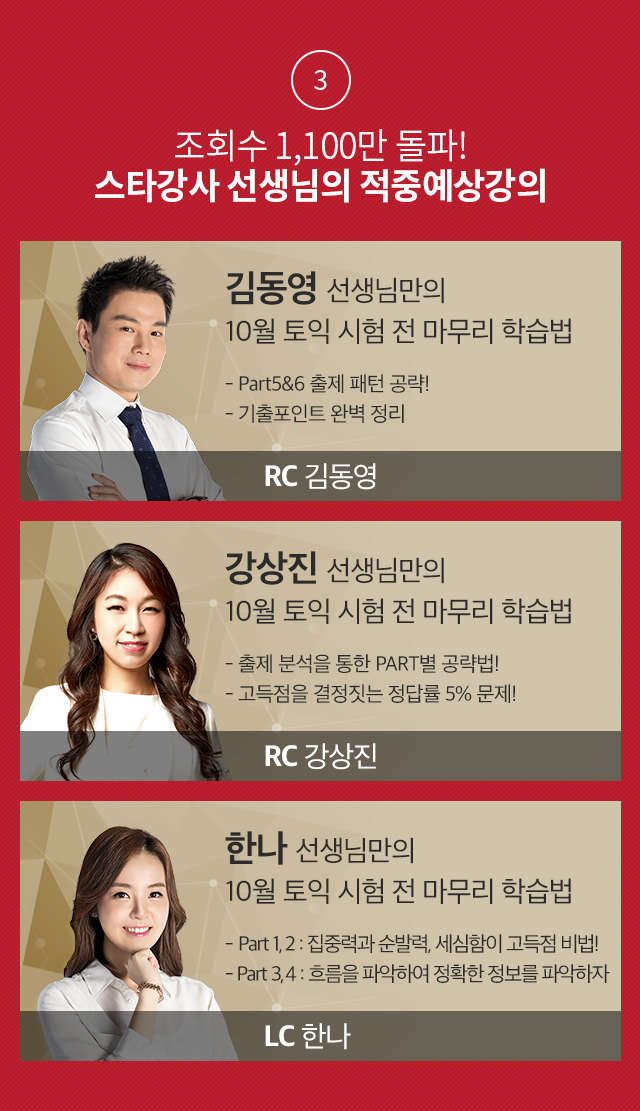 3
조회수 1,100만 돌파!
스타강사 선생님의 적중예상강의
김동영 선생님만의
10월 토익 시험 전 마무리 학습법
- Part5&6 출제 패턴 공략!
- 기출포인트 완벽 정리
RC 김동영
강상진 선생님만의
10월 토익 시험 전 마무리 학습법
- 출제 분석을 통한 PART별 공략법!
- 고득점을 결정짓는 정답률 5% 문제!
RC 강상진
한나 선생님만의
10월 토익 시험 전 마무리 학습법
- Part 1, 2 : 집중력과 순발력, 세심함이 고득점 비법!
- Part 3, 4 : 흐름을 파악하여 정확한 정보를 파악하자
LC 한나